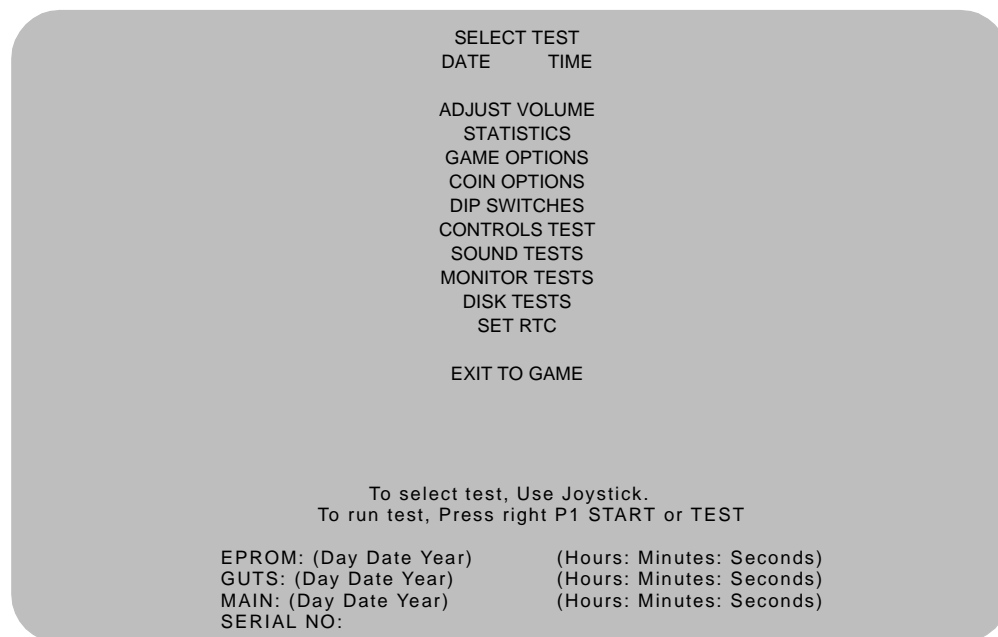 SELECT TEST
DATE TIME
ADJUST VOLUME
STATISTICS
GAME OPTIONS
COIN OPTIONS
DIP SWITCHES
CONTROLS TEST
SOUND TESTS
MONITOR TESTS
DISK TESTS
SET RTC
EXIT TO GAME
To select test, Use Joystick.
To run test, Press right P1 START or TEST
EPROM: (Day Date Year) (Hours: Minutes: Seconds)
GUTS: (Day Date Year) (Hours: Minutes: Seconds)
MAIN: (Day Date Year) (Hours: Minutes: Seconds)
SERIAL NO: